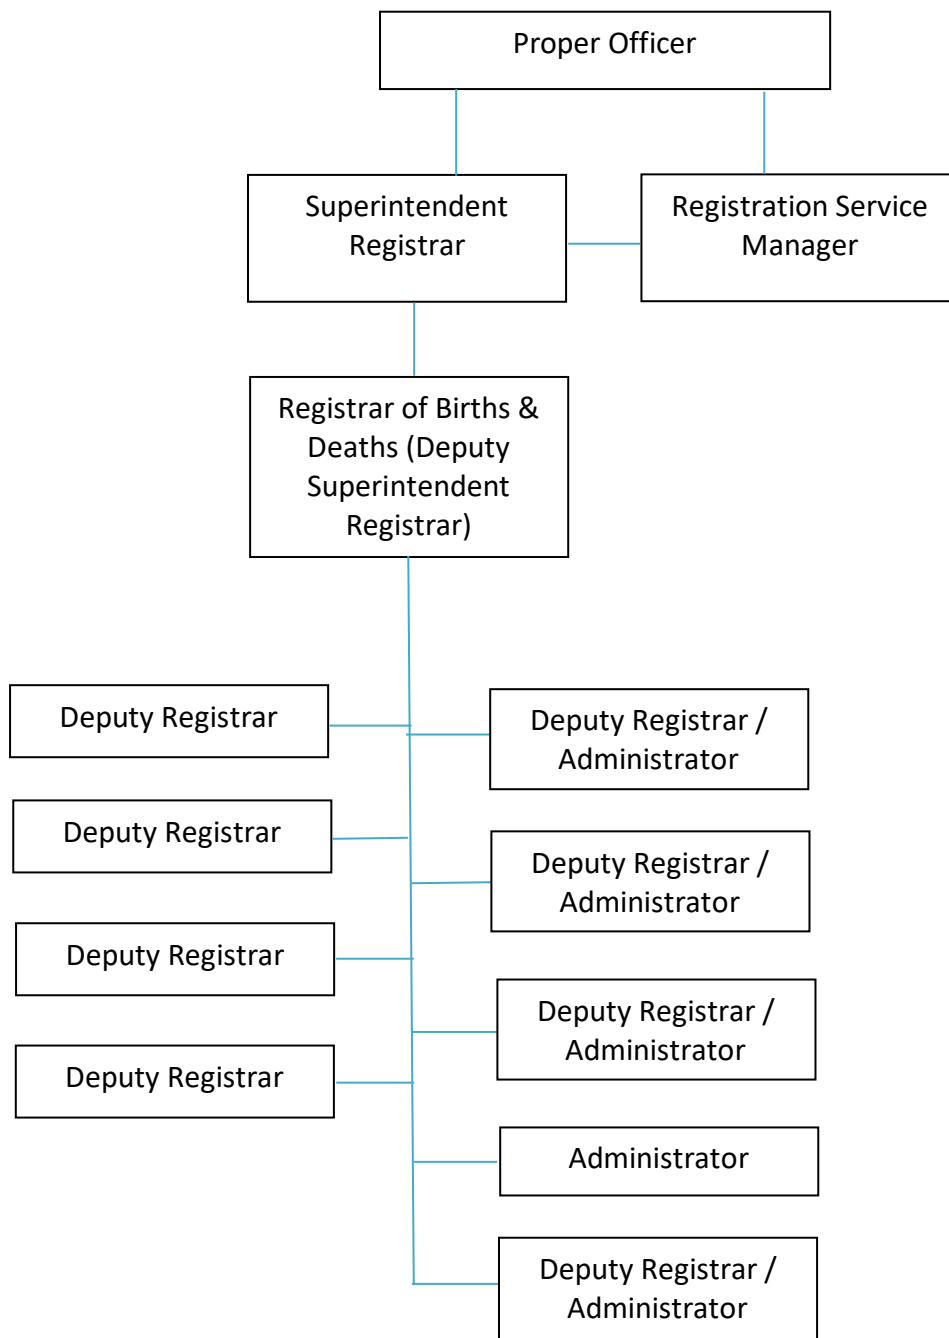 Proper Officer
Superintendent
Registrar
Registration Service
Manager
Registrar of Births &
Deaths (Deputy
Superintendent
Registrar)
Deputy Registrar
Deputy Registrar /
Administrator
Deputy Registrar
Deputy Registrar /
Administrator
Deputy Registrar
Deputy Registrar /
Administrator
Deputy Registrar
Administrator
Deputy Registrar /
Administrator